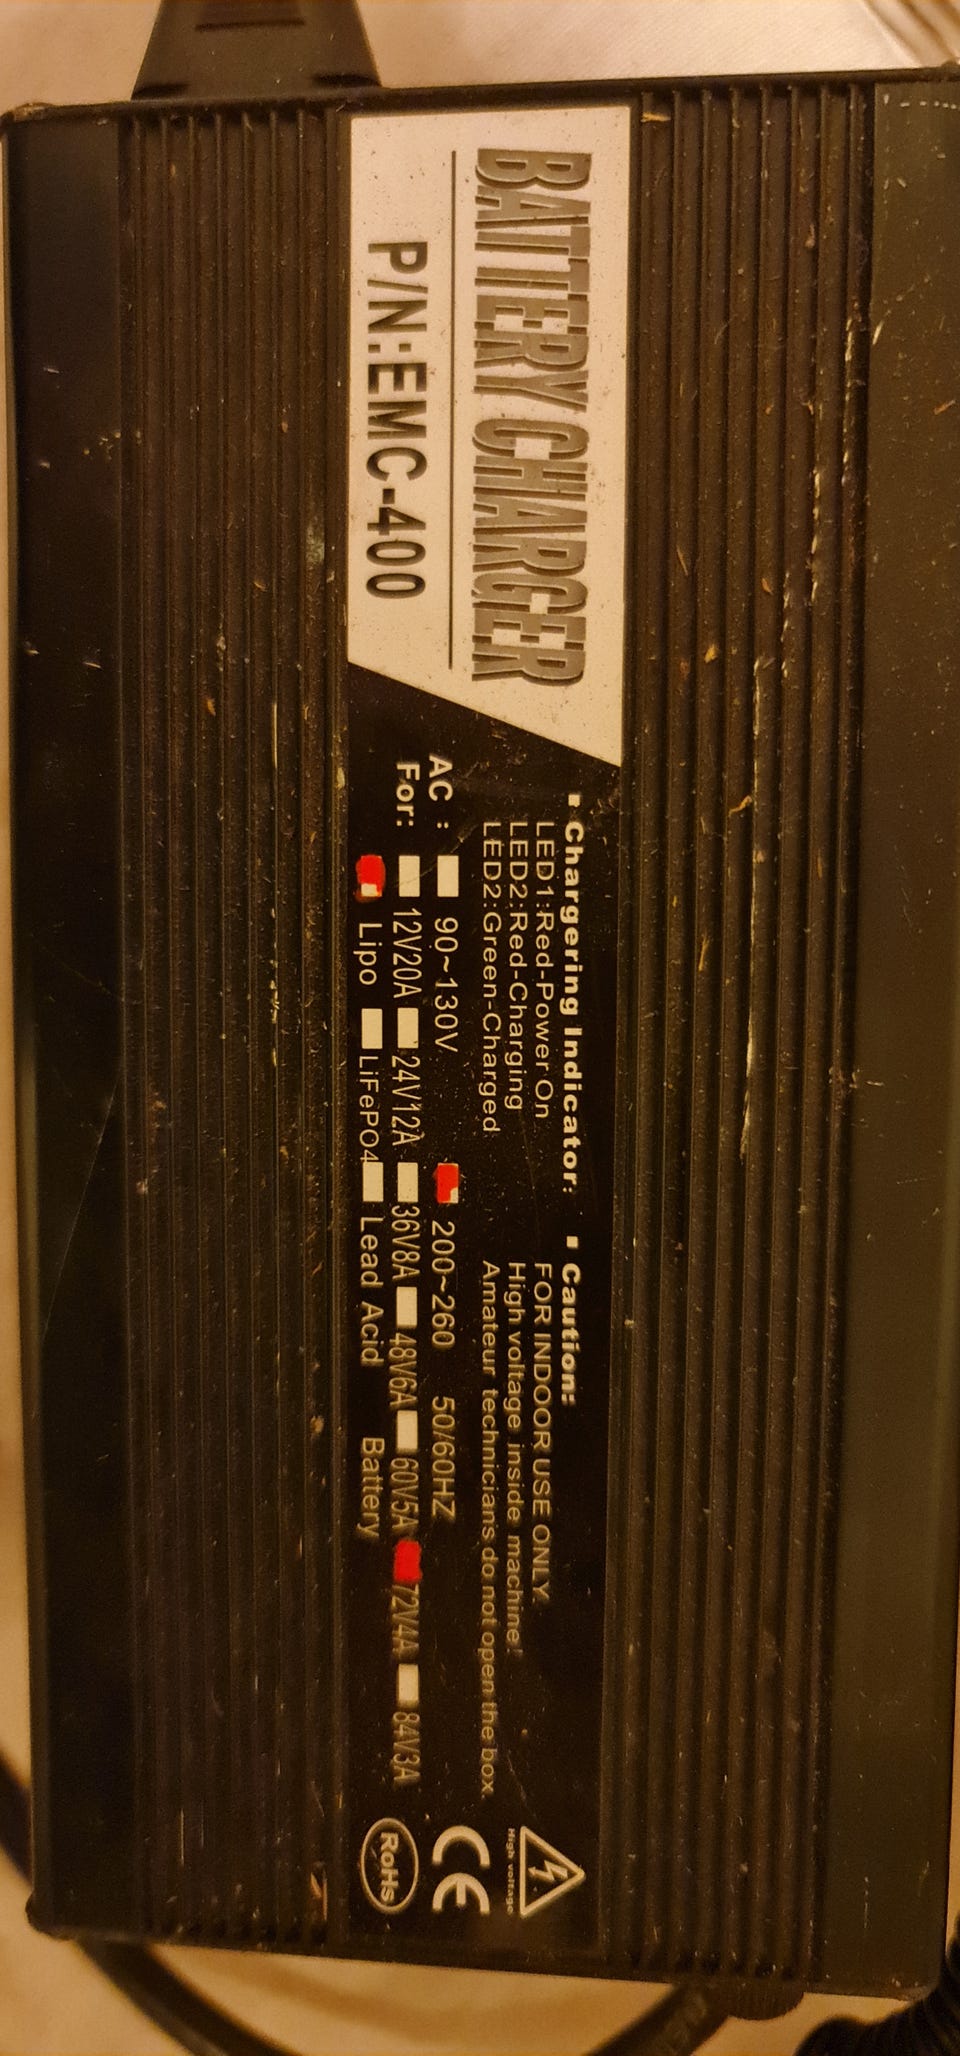 BATTERY CHARGER
P/N:EMC-400
▪ Chargering Indicator:
LED1:Red-Power On
LED2:Red-Charging
LED2:Green-Charged
▪ Caution:
FOR INDOOR USE ONLY.
High voltage inside machine!
Amateur technicians do not open the box.
AC : 90~130V 200~260 50/60HZ
For: 12V20A 24V12A 36V8A 48V6A 60V5A 72V4A 84V3A
Lipo LiFePO4 Lead Acid Battery
High voltage
CE
RoHs